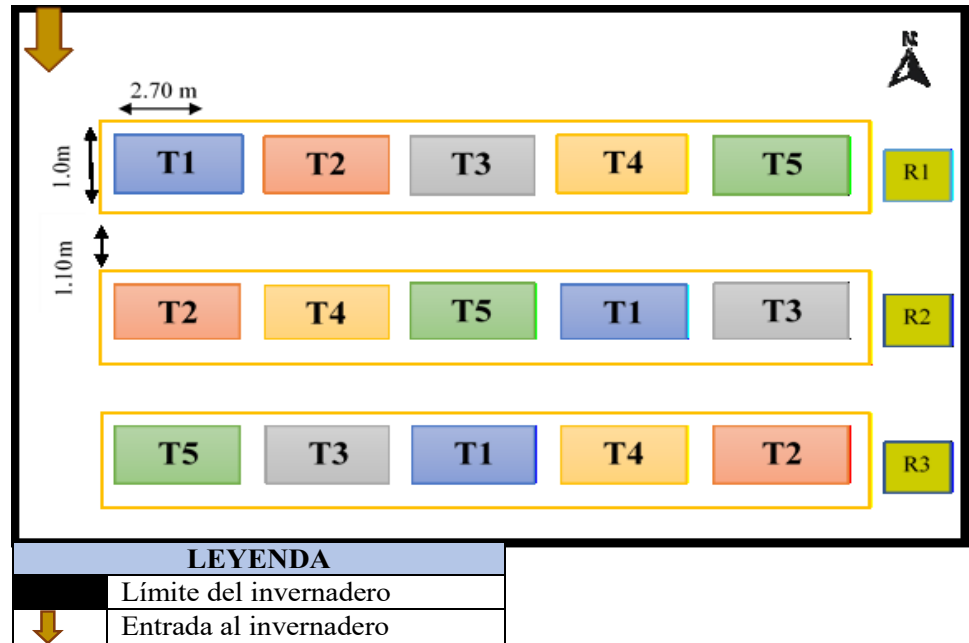 N
2.70 m
1.0m
T1 T2 T3 T4 T5 R1
1.10m
T2 T4 T5 T1 T3 R2
T5 T3 T1 T4 T2 R3
LEYENDA
Límite del invernadero
Entrada al invernadero